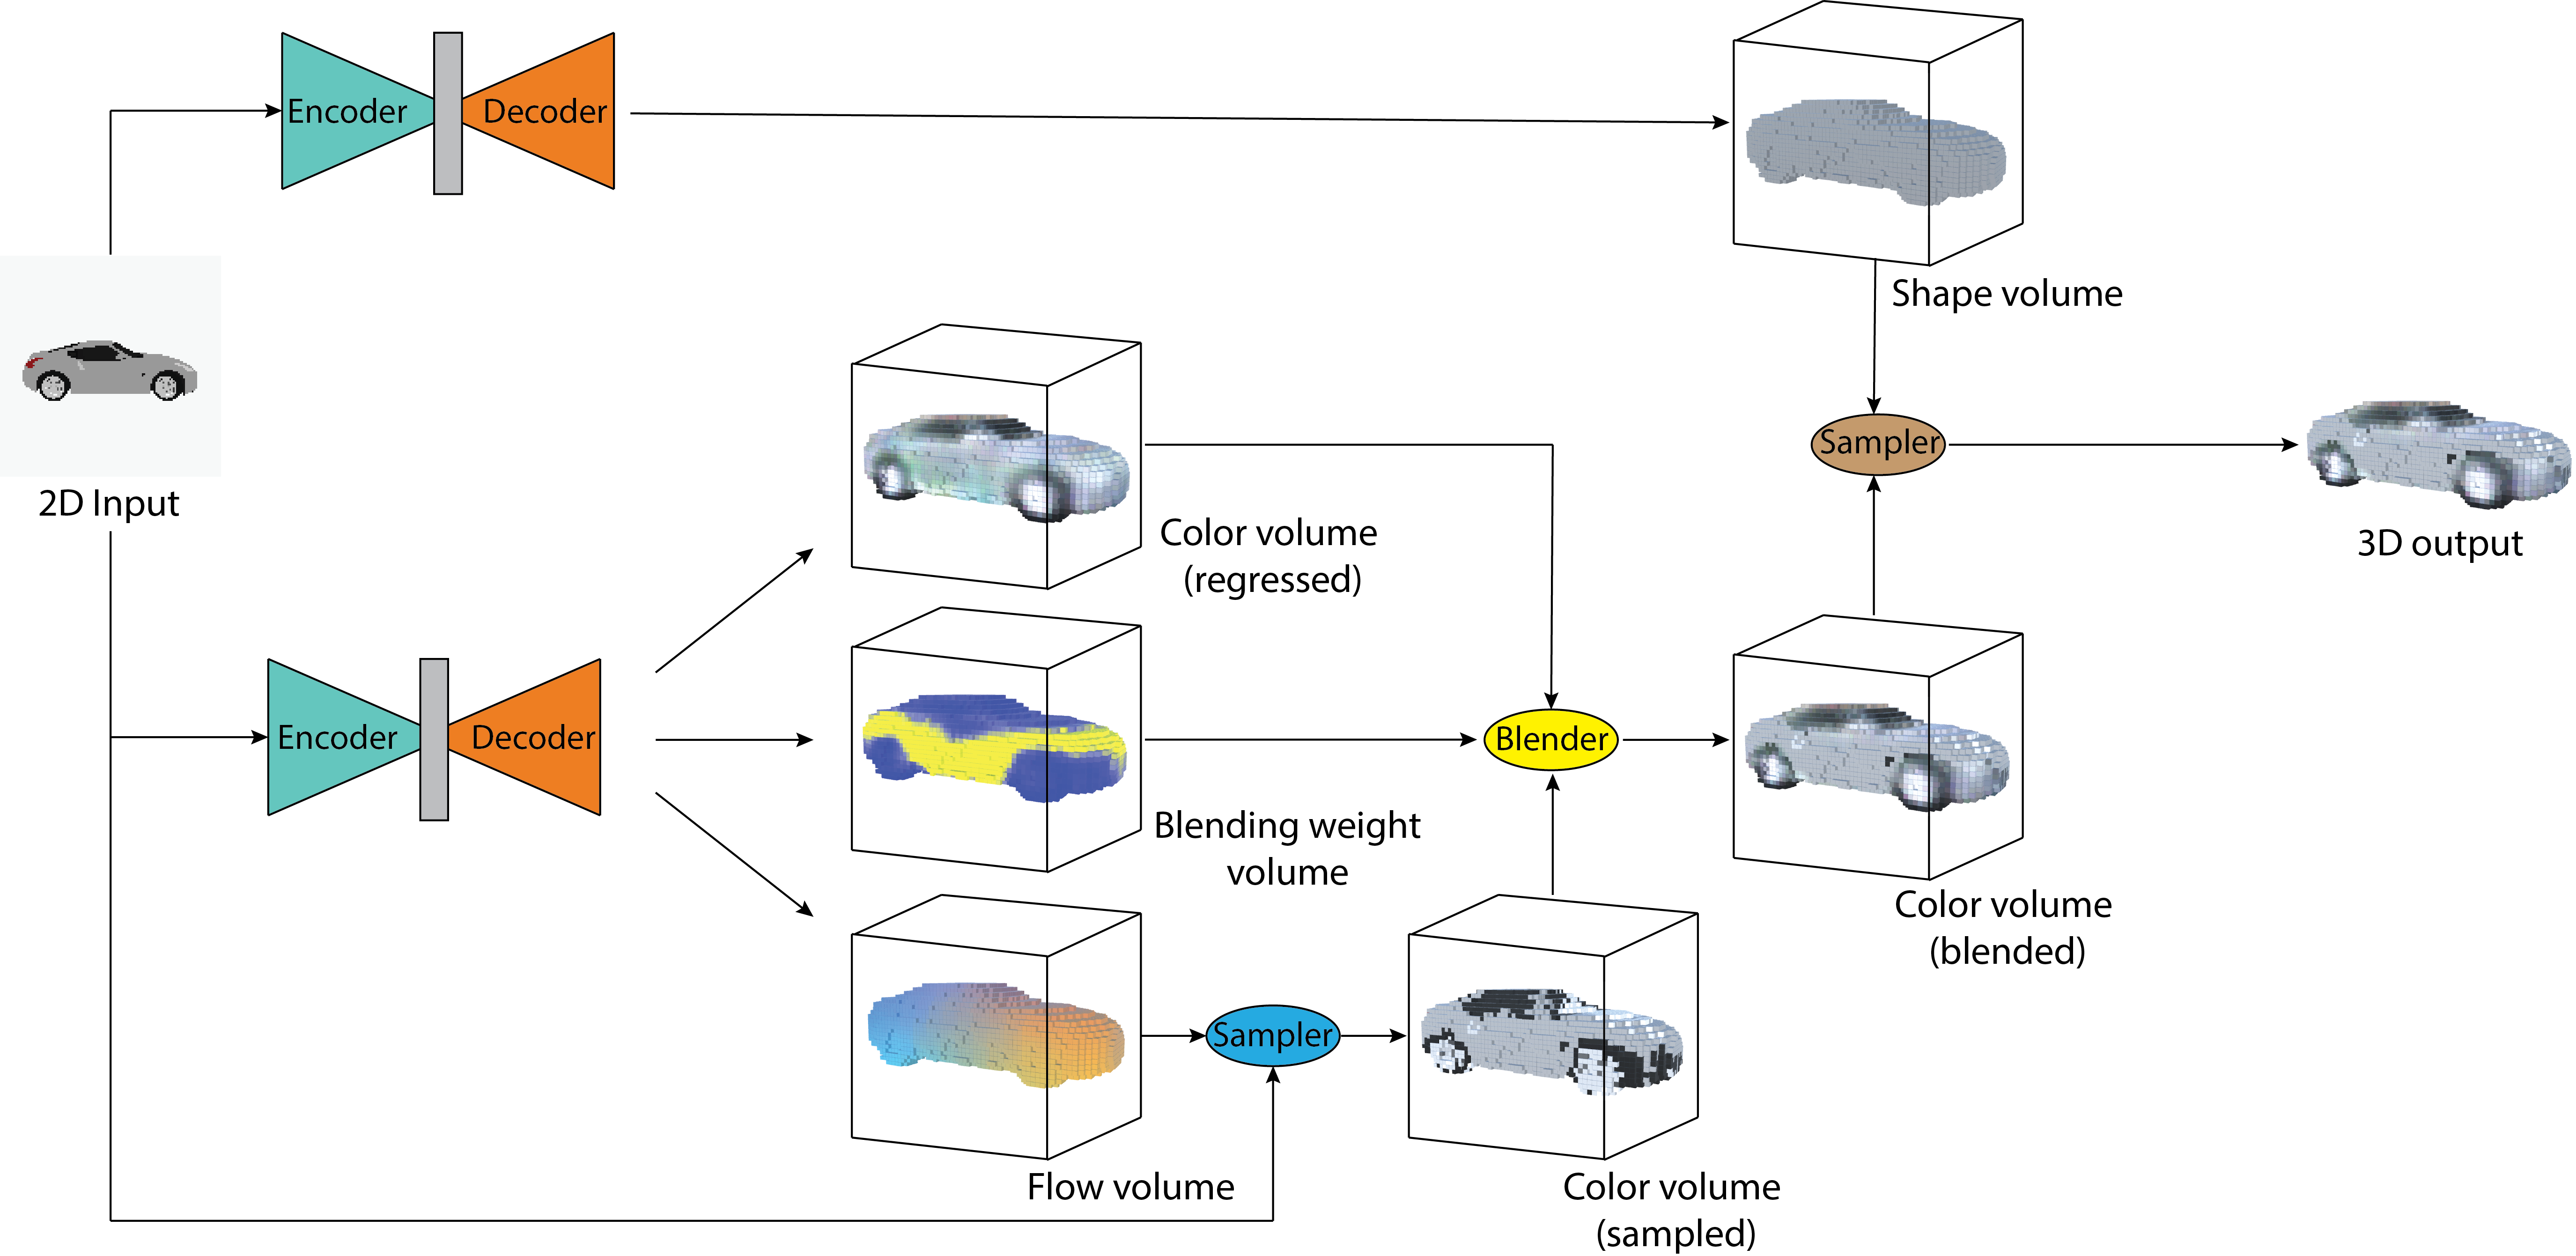 Encoder
Decoder
Shape volume
2D Input
Color volume
(regressed)
Sampler
3D output
Encoder
Decoder
Blending weight
volume
Blender
Color volume
(blended)
Flow volume
Sampler
Color volume
(sampled)